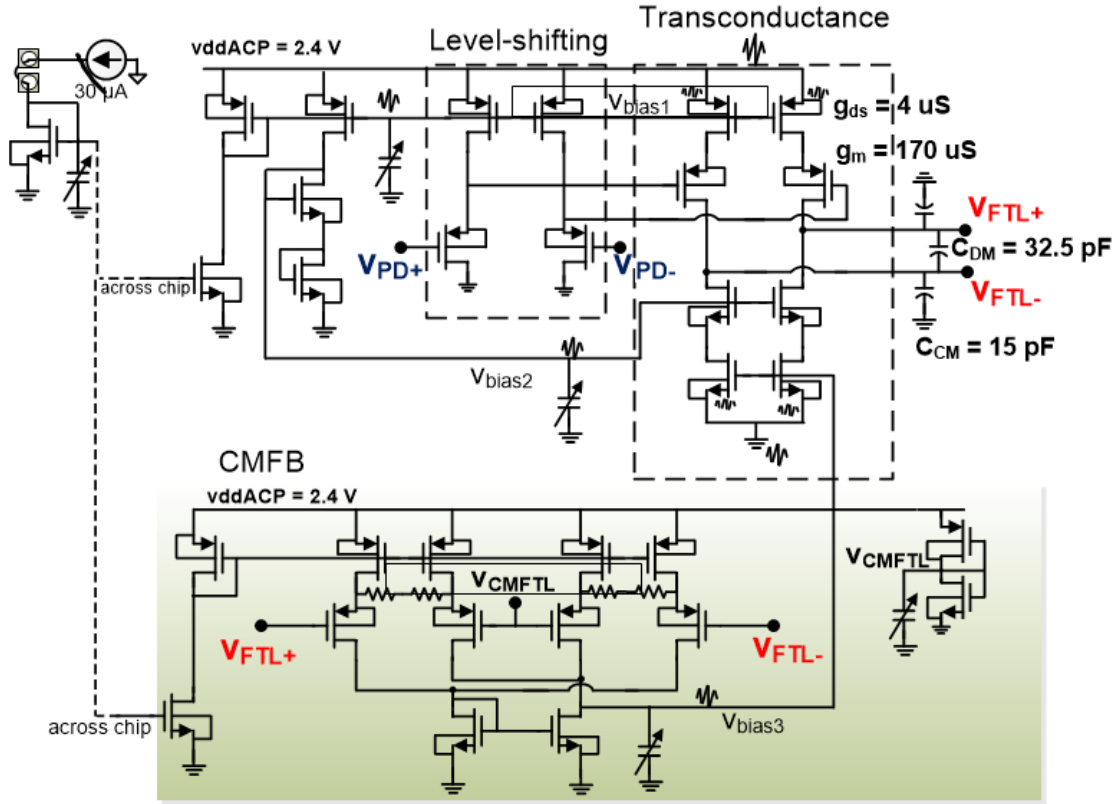 Transconductance
Level-shifting
vddACP = 2.4 V
30 µA
Vbias1
gds = 4 uS
gm = 170 uS
VFTL+
CDM = 32.5 pF
VPD+
VPD-
VFTL-
across chip
CCM = 15 pF
Vbias2
CMFB
vddACP = 2.4 V
VCMFTL
VCMFTL
VFTL+
VFTL-
across chip
Vbias3